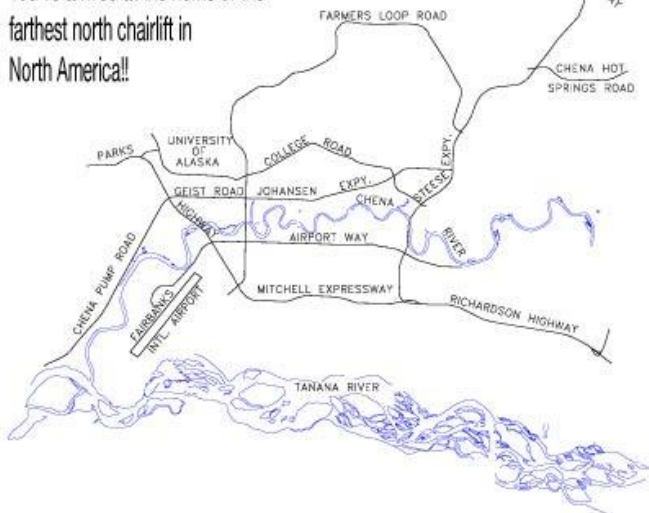 farthest north chairlift in
North America!!
FARMERS LOOP ROAD
CHENA HOT
SPRINGS ROAD
UNIVERSITY
OF
ALASKA
COLLEGE ROAD
PARKS
HIGHWAY
GEIST ROAD
JOHANSEN EXPY.
STEESE EXPY.
CHENA
RIVER
AIRPORT WAY
CHENA PUMP ROAD
FAIRBANKS
INTL. AIRPORT
MITCHELL EXPRESSWAY
RICHARDSON HIGHWAY
TANANA RIVER